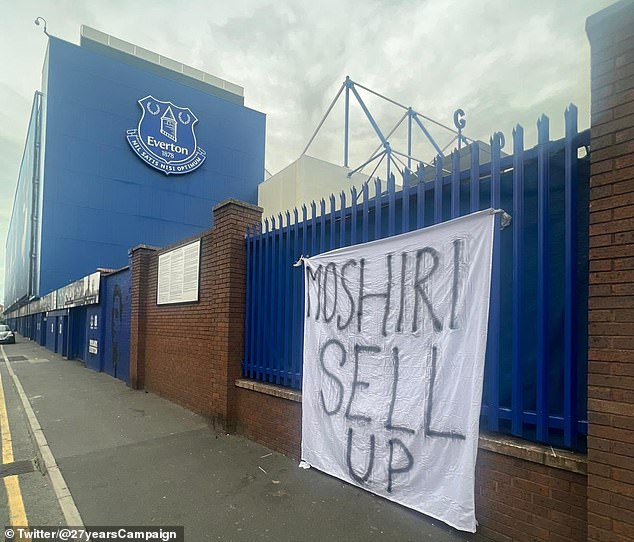 Everton
1878
NIL SATIS NISI OPTIMUM
MOSHIRI
SELL
UP
© Twitter/@27yearsCampaign